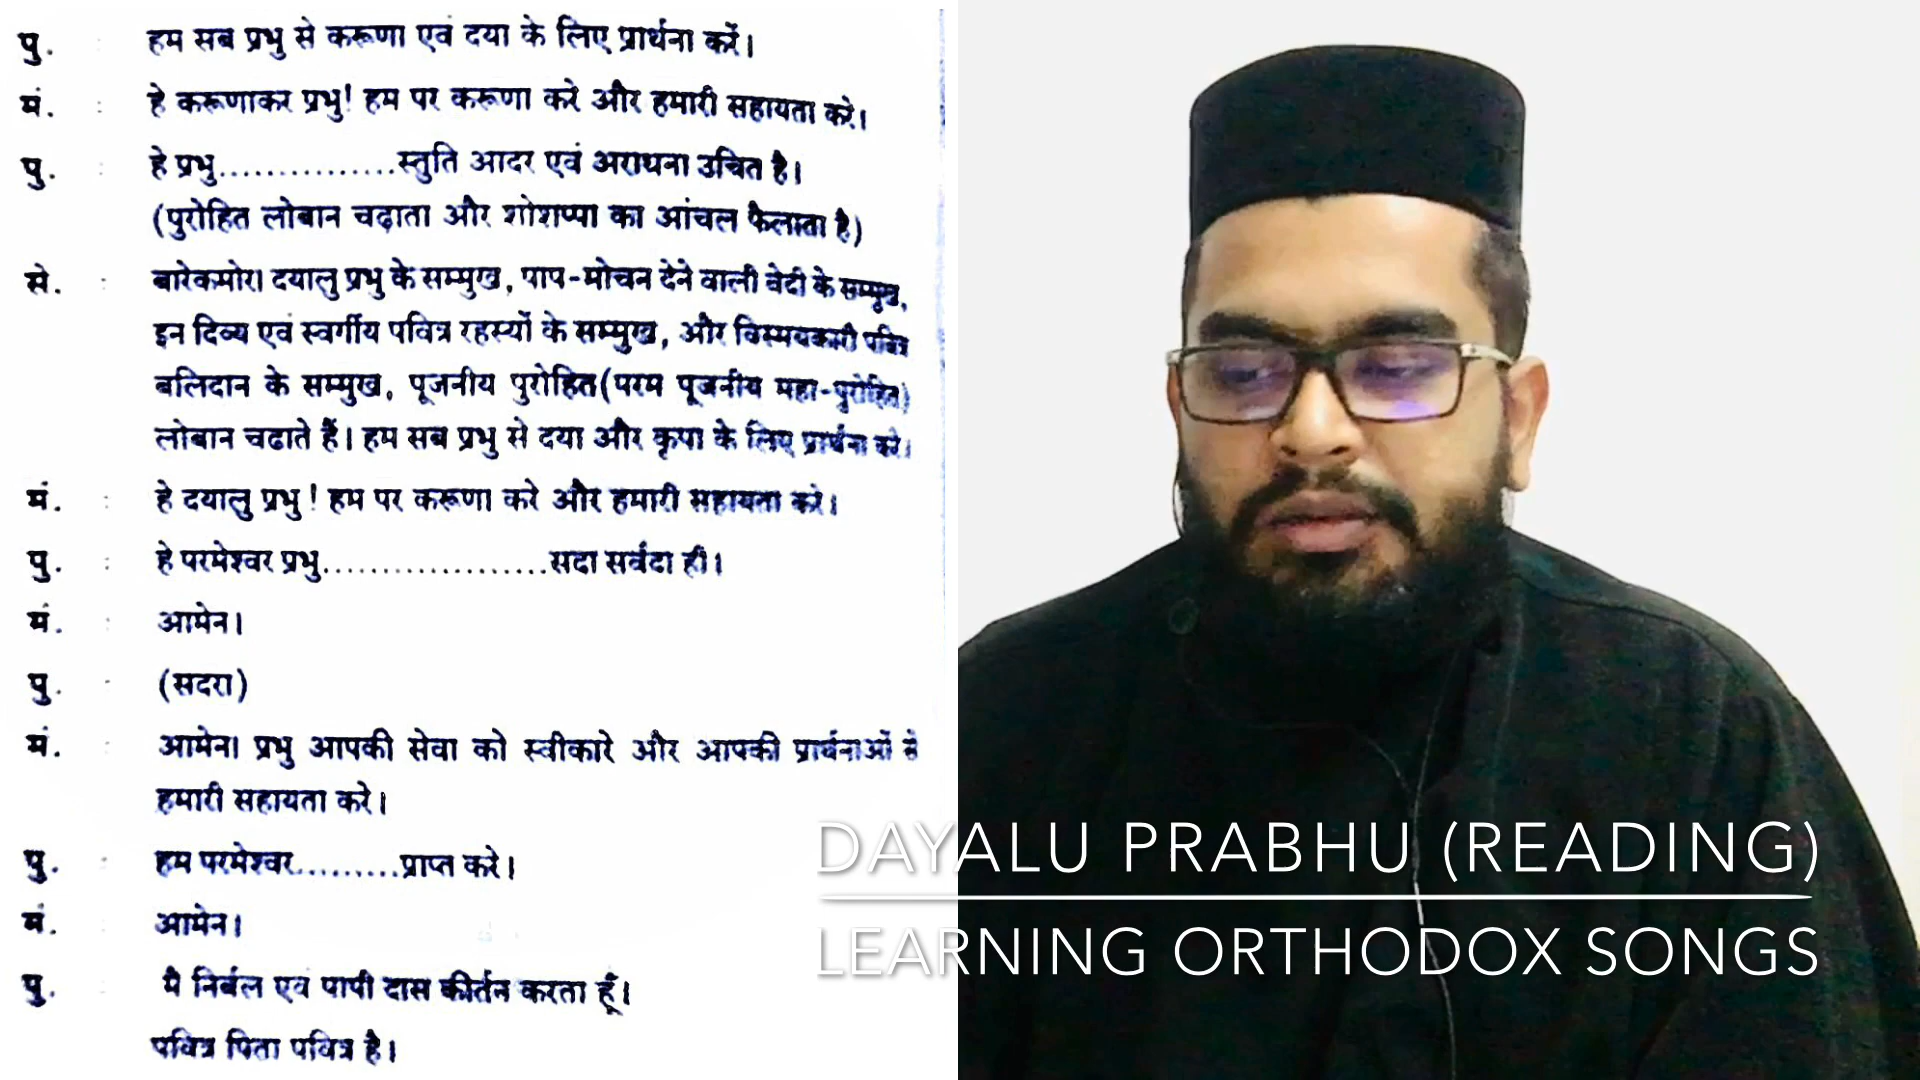 पु. : हम सब प्रभु से करूणा एवं दया के लिए प्रार्थना करें।
मं. : हे करूणाकर प्रभु! हम पर करूणा करे और हमारी सहायता करे।
पु. : हे प्रभु...............स्तुति आदर एवं अराधना उचित है।
(पुरोहित लोबान चढ़ाता और शोशप्पा का आंचल फैलाता है)
से. : बारेकमोर। दयालु प्रभु के सम्मुख, पाप-मोचन देने वाली वेदी के सम्मुख,
इन दिव्य एवं स्वर्गीय पवित्र रहस्यों के सम्मुख, और विस्मयकारी पवित्र
बलिदान के सम्मुख, पूजनीय पुरोहित(परम पूजनीय महा-पुरोहित)
लोबान चढाते हैं। हम सब प्रभु से दया और कृपा के लिए प्रार्थना करे।
मं. : हे दयालु प्रभु! हम पर करूणा करे और हमारी सहायता करे।
पु. : हे परमेश्वर प्रभु...................सदा सर्वदा ही।
मं. : आमेन।
पु. : (सदरा)
मं. : आमेन। प्रभु आपकी सेवा को स्वीकारे और आपकी प्रार्थनाओं से
हमारी सहायता करे।
पु. : हम परमेश्वर.........प्राप्त करे।
मं. : आमेन।
पु. : मै निर्बल एवं पापी दास कीर्तन करता हूँ।
पवित्र पिता पवित्र है।
DAYALU PRABHU (READING)
LEARNING ORTHODOX SONGS